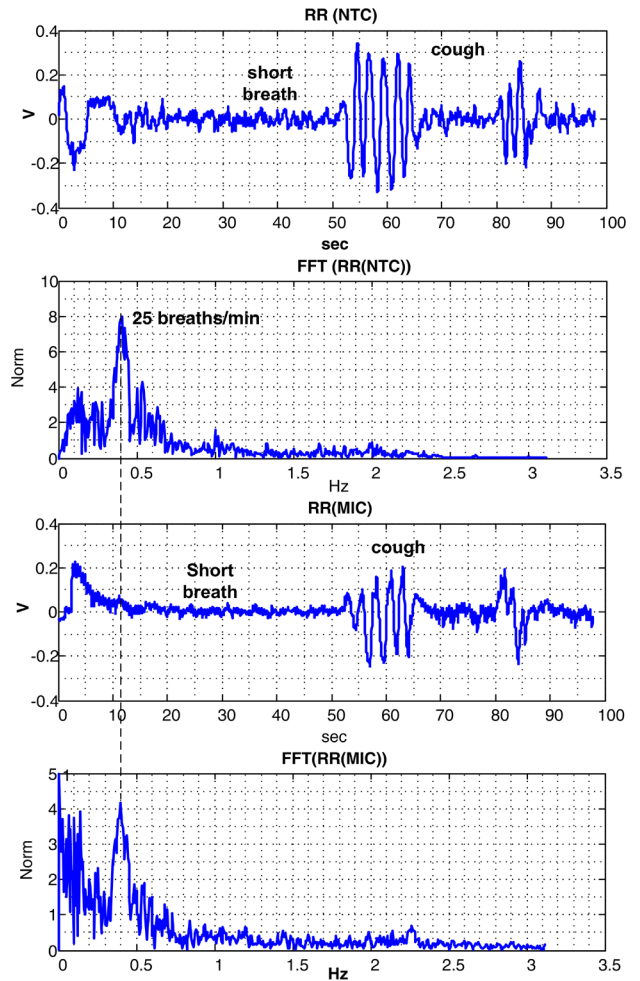 RR (NTC)
0.4
0.2
0
-0.2
-0.4
V
short
breath
cough
0 10 20 30 40 50 60 70 80 90 100
sec
FFT (RR(NTC))
10
8
6
4
2
0
Norm
25 breaths/min
0 0.5 1 1.5 2 2.5 3 3.5
Hz
RR(MIC)
0.4
0.2
0
-0.2
-0.4
V
Short
breath
cough
0 10 20 30 40 50 60 70 80 90 100
sec
FFT(RR(MIC))
5
4
3
2
1
0
Norm
1
0 0.5 1 1.5 2 2.5 3 3.5
Hz